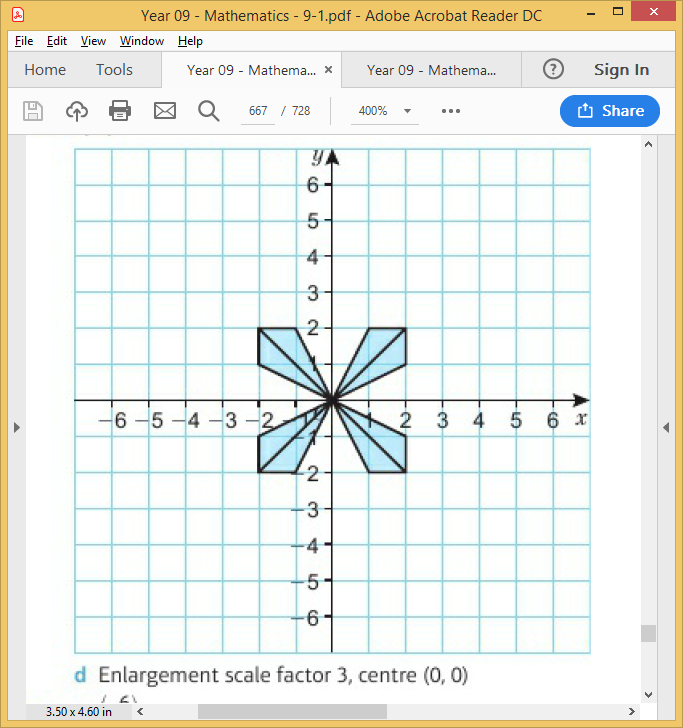 Year 09 - Mathematics - 9-1.pdf - Adobe Acrobat Reader DC
File Edit View Window Help
Home Tools Year 09 - Mathema... × Year 09 - Mathema... ? Sign In
667 / 728 400% Share
y
6
5
4
3
2
1
−6 −5 −4 −3 −2 −1 1 2 3 4 5 6 x
−1
−2
−3
−4
−5
−6
d Enlargement scale factor 3, centre (0, 0)
3.50 x 4.60 in